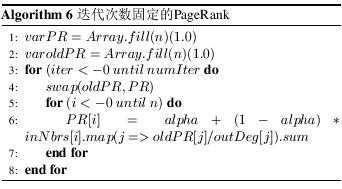 Algorithm 6 迭代次数固定的PageRank
1: varPR = Array.fill(n)(1.0)
2: varoldPR = Array.fill(n)(1.0)
3: for (iter < −0 until numIter do
4: swap(oldPR, PR)
5: for (i < −0 until n) do
6: PR[i] = alpha + (1 − alpha) ∗
inNbrs[i].map(j => oldPR[j]/outDeg[j]).sum
7: end for
8: end for